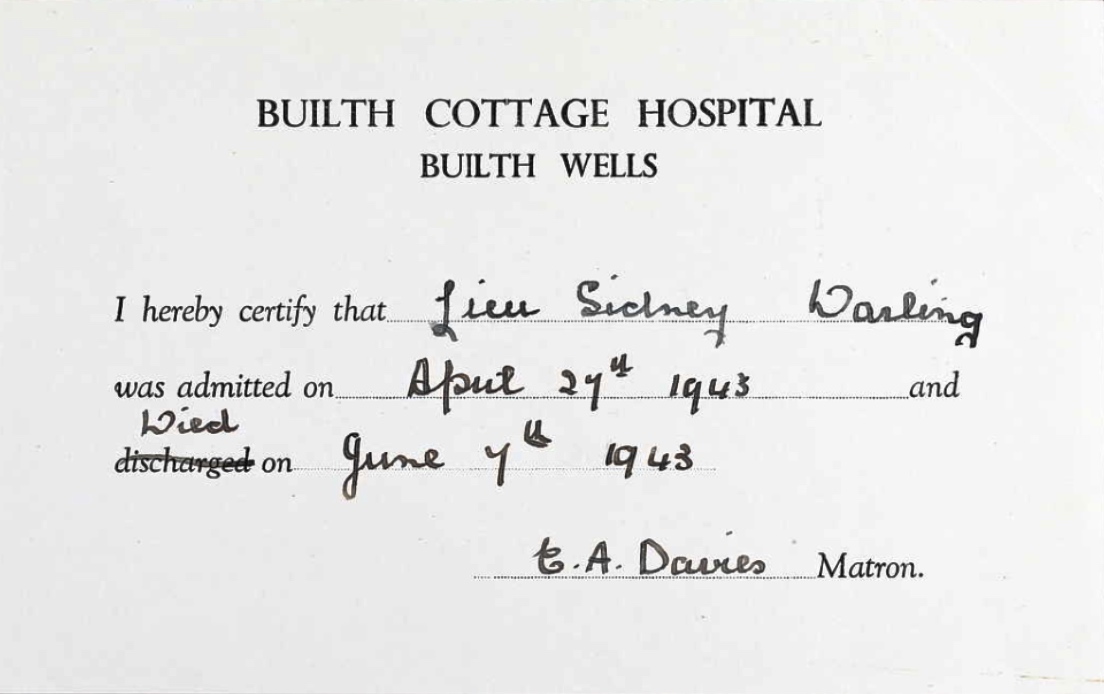 BUILTH COTTAGE HOSPITAL
BUILTH WELLS
I hereby certify that Lieu Sidney Darling
was admitted on April 27th 1943 and
Died
discharged on June 7th 1943
E.A. Davies Matron.